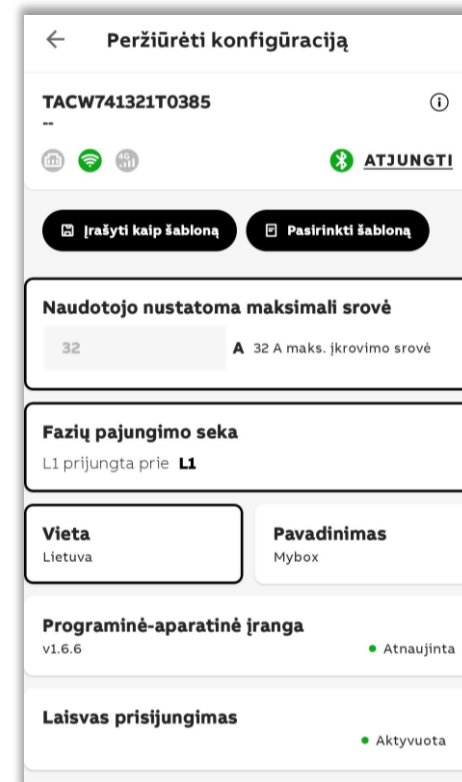 Peržiūrėti konfigūraciją
TACW741321T0385
--
4G
ATJUNGTI
Įrašyti kaip šabloną
Pasirinkti šabloną
Naudotojo nustatoma maksimali srovė
32 A 32 A maks. įkrovimo srovė
Fazių pajungimo seka
L1 prijungta prie L1
Vieta
Lietuva
Pavadinimas
Mybox
Programinė-aparatinė įranga
v1.6.6
Atnaujinta
Laisvas prisijungimas
Aktyvuota